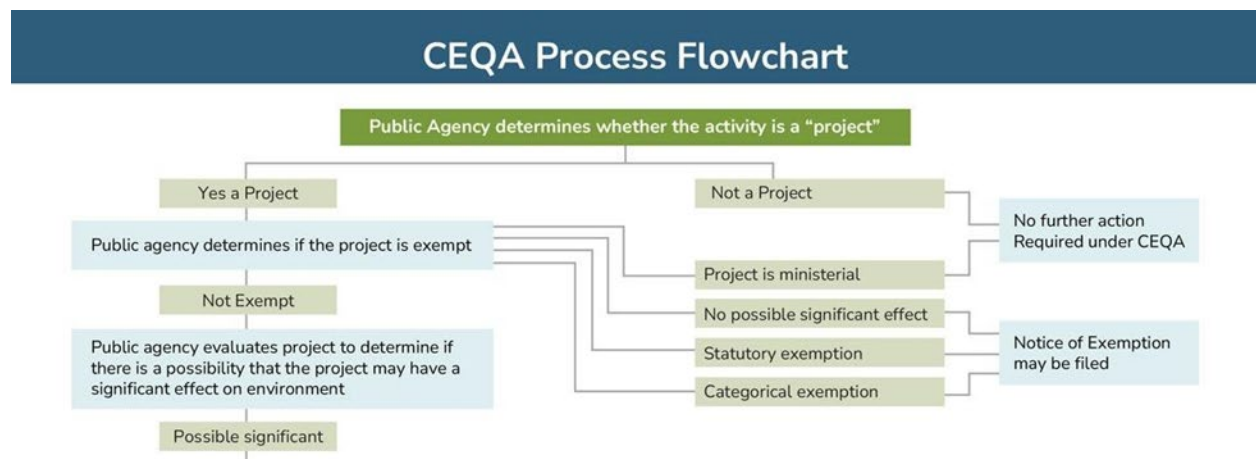 CEQA Process Flowchart
Public Agency determines whether the activity is a “project”
Yes a Project
Not a Project
No further action
Required under CEQA
Public agency determines if the project is exempt
Project is ministerial
Not Exempt
No possible significant effect
Public agency evaluates project to determine if
there is a possibility that the project may have a
significant effect on environment
Statutory exemption
Notice of Exemption
may be filed
Categorical exemption
Possible significant